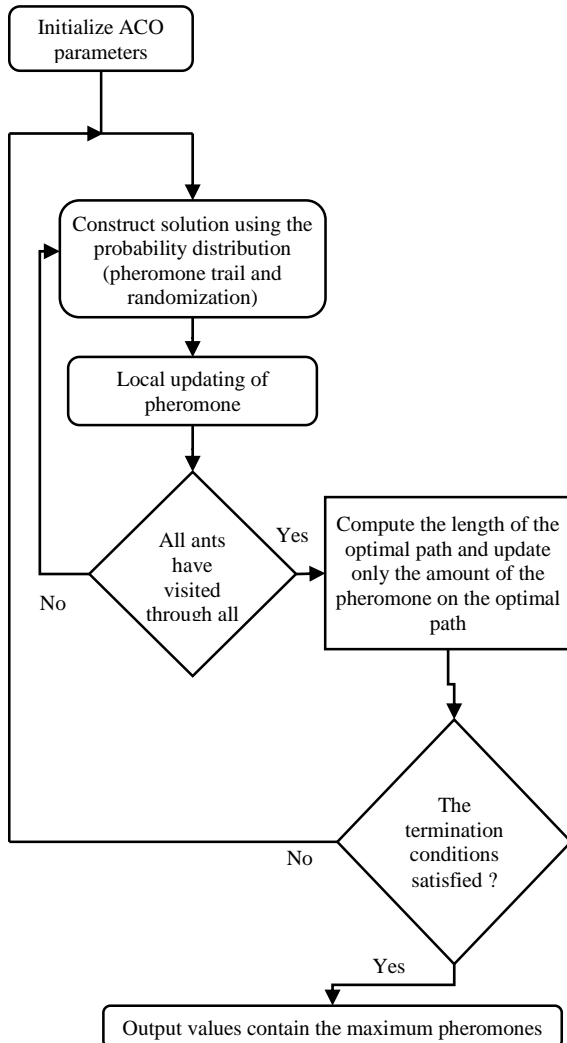 Initialize ACO
parameters
Construct solution using the
probability distribution
(pheromone trail and
randomization)
Local updating of
pheromone
All ants
have
visited
through all
Yes
No
Compute the length of the
optimal path and update
only the amount of the
pheromone on the optimal
path
The
termination
conditions
satisfied ?
No
Yes
Output values contain the maximum pheromones